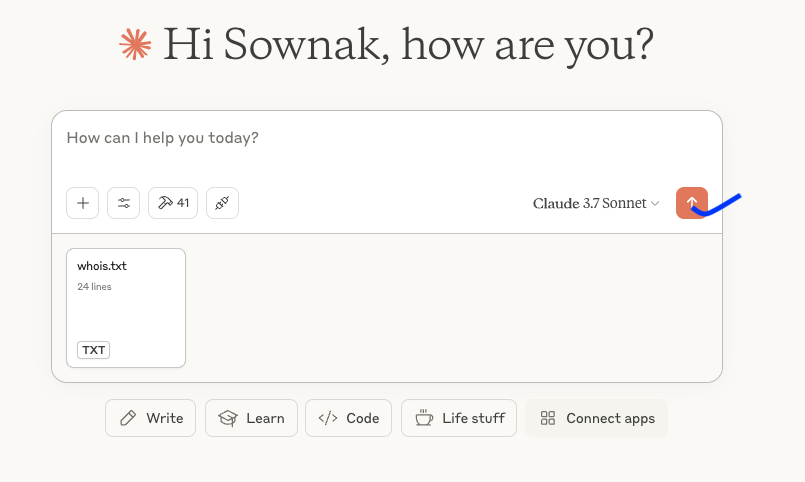 Hi Sownak, how are you?
How can I help you today?
41
Claude 3.7 Sonnet
whois.txt
24 lines
TXT
Write
Learn
Code
Life stuff
Connect apps